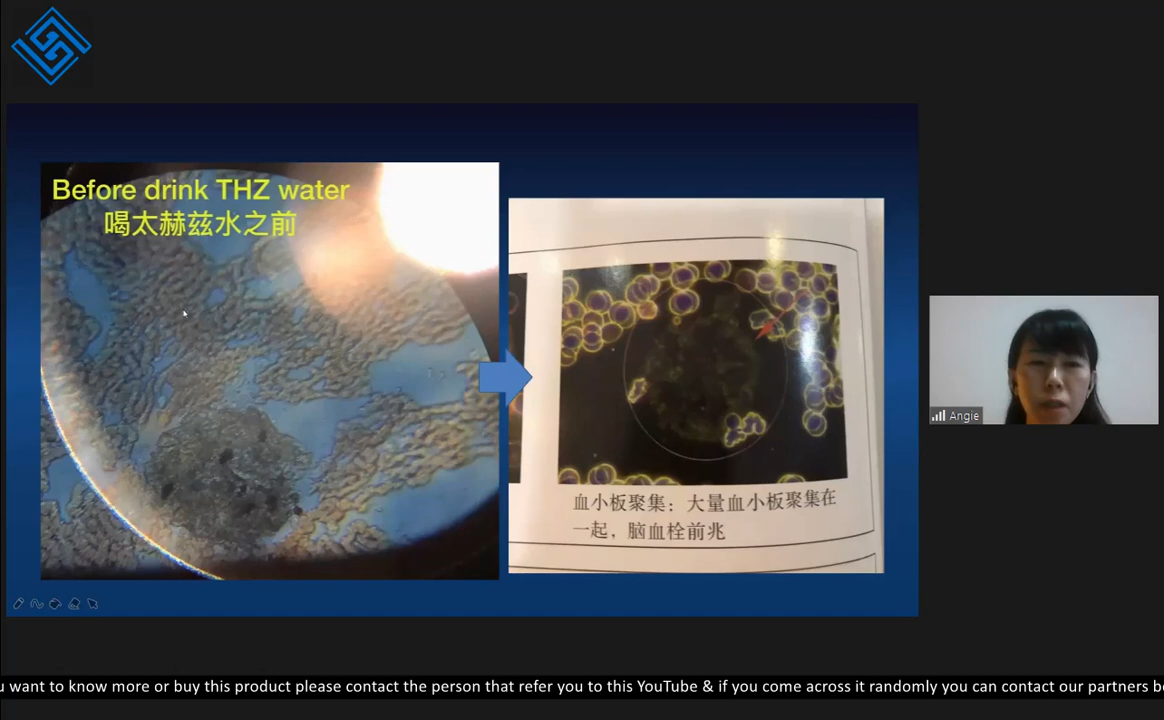 Before drink THZ water
喝太赫兹水之前
血小板聚集：大量血小板聚集在
一起，脑血栓前兆
Angie
want to know more or buy this product please contact the person that refer you to this YouTube & if you come across it randomly you can contact our partners